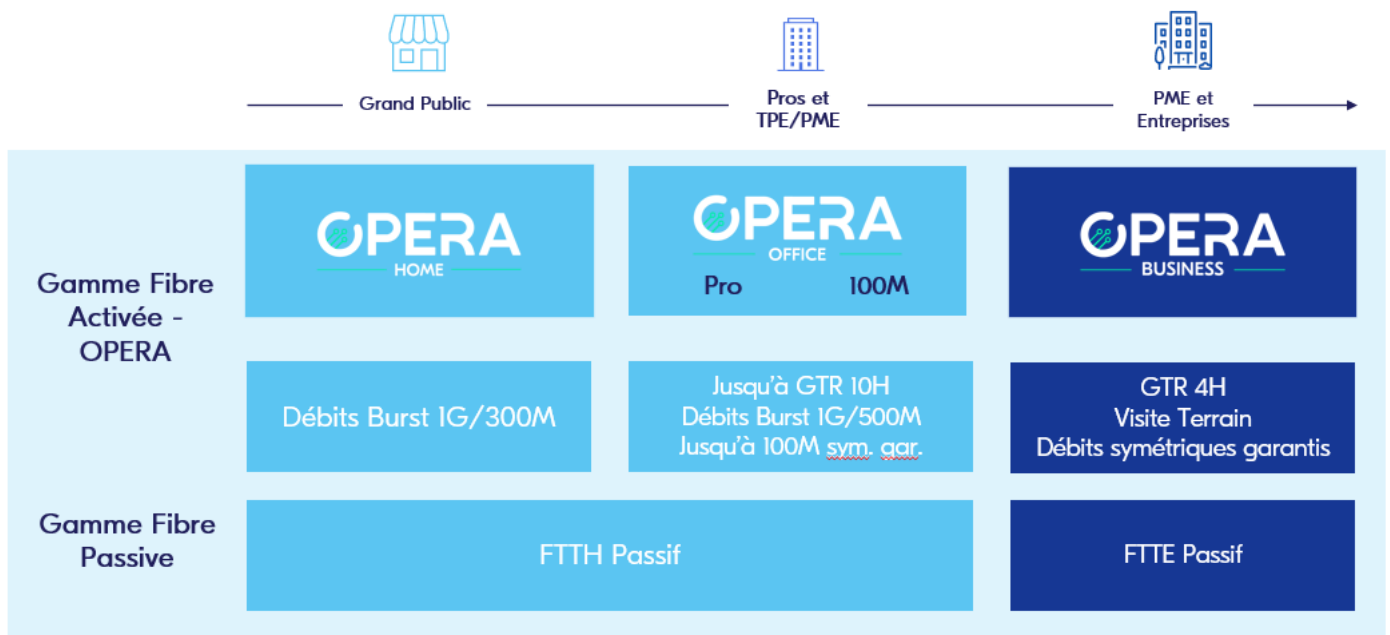 Grand Public
Pros et
TPE/PME
PME et
Entreprises
Gamme Fibre
Activée -
OPERA
OPERA
HOME
OPERA
OFFICE
Pro 100M
OPERA
BUSINESS
Débits Burst 1G/300M
Jusqu'à GTR 10H
Débits Burst 1G/500M
Jusqu'à 100M sym. gar.
GTR 4H
Visite Terrain
Débits symétriques garantis
Gamme Fibre
Passive
FTTH Passif
FTTE Passif